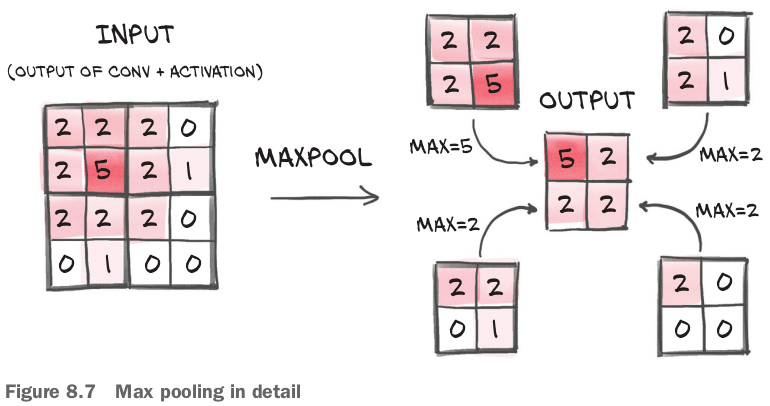 INPUT
(OUTPUT OF CONV + ACTIVATION)
2 2 2 0
2 5 2 1
2 2 2 0
0 1 0 0
MAXPOOL
2 2
2 5
MAX=5
2 0
2 1
MAX=2
OUTPUT
5 2
2 2
MAX=2
2 2
0 1
MAX=2
2 0
0 0
Figure 8.7 Max pooling in detail